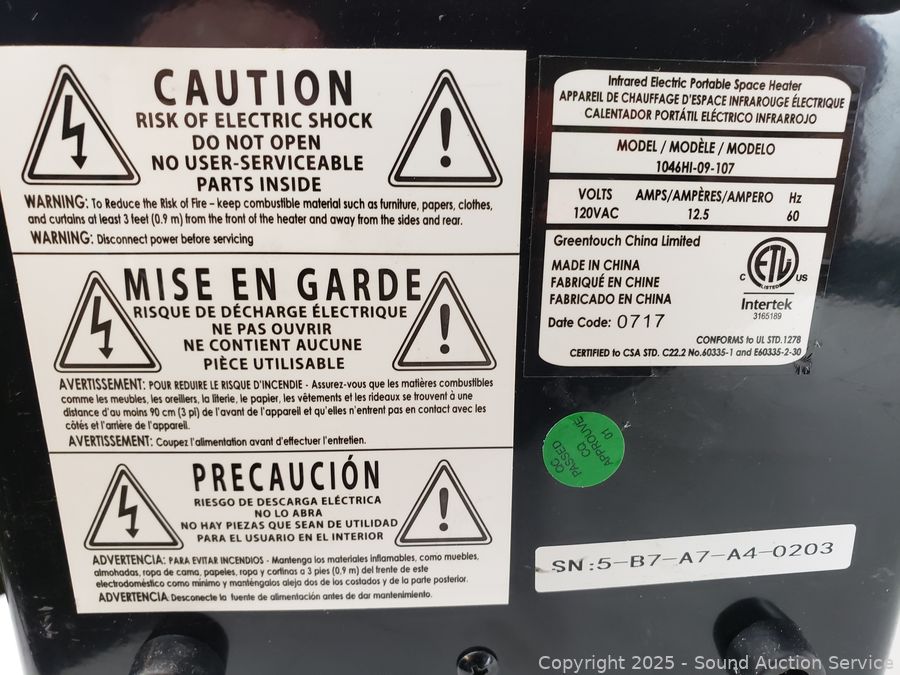 CAUTION
RISK OF ELECTRIC SHOCK
DO NOT OPEN
NO USER-SERVICEABLE
PARTS INSIDE
WARNING: To Reduce the Risk of Fire – keep combustible material such as furniture, papers, clothes,
and curtains at least 3 feet (0.9 m) from the front of the heater and away from the sides and rear.
WARNING: Disconnect power before servicing
MISE EN GARDE
RISQUE DE DÉCHARGE ÉLECTRIQUE
NE PAS OUVRIR
NE CONTIENT AUCUNE
PIÈCE UTILISABLE
AVERTISSEMENT: POUR REDUIRE LE RISQUE D'INCENDIE - Assurez-vous que les matières combustibles
comme les meubles, les oreillers, la literie, le papier, les vêtements et les rideaux se trouvent à une
distance d'au moins 90 cm (3 pi) de l'avant de l'appareil et qu'elles n'entrent pas en contact avec les
côtés et l'arrière de l'appareil.
AVERTISSEMENT: Coupez l'alimentation avant d'effectuer l'entretien.
PRECAUCIÓN
RIESGO DE DESCARGA ELÉCTRICA
NO LO ABRA
NO HAY PIEZAS QUE SEAN DE UTILIDAD
PARA EL USUARIO EN EL INTERIOR
ADVERTENCIA: PARA EVITAR INCENDIOS - Mantenga los materiales inflamables, como muebles,
almohadas, ropa de cama, papeles, ropa y cortinas a 3 pies (0,9 m) del frente de este
electrodoméstico como mínimo y manténgalos aleja dos de los costados y de la parte posterior.
ADVERTENCIA Desconecte la fuente de alimentación antes de dar mantenimiento.
Infrared Electric Portable Space Heater
APPAREIL DE CHAUFFAGE D'ESPACE INFRAROUGE ÉLECTRIQUE
CALENTADOR PORTÁTIL ELÉCTRICO INFRARROJO
MODEL / MODÈLE / MODELO
1046HI-09-107
VOLTS AMPS/AMPÈRES/AMPERO Hz
120VAC 12.5 60
Greentouch China Limited
MADE IN CHINA
FABRIQUÉ EN CHINE
FABRICADO EN CHINA
Date Code: 0717
C ETL US
LISTED
Intertek
3165189
CONFORMS to UL STD.1278
CERTIFIED to CSA STD. C22.2 No.60335-1 and E60335-2-30
QC
PASSED
CQ
APPROUVE
01
SN:5-B7-A7-A4-0203
Copyright 2025 - Sound Auction Service